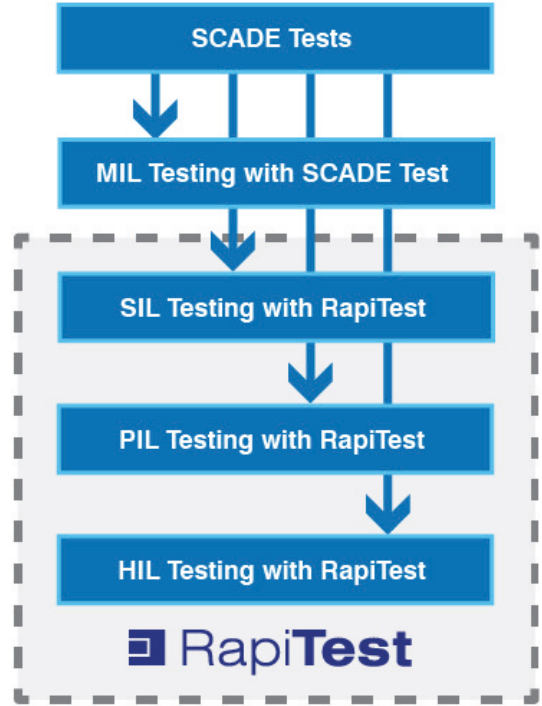 SCADE Tests
MIL Testing with SCADE Test
SIL Testing with RapiTest
PIL Testing with RapiTest
HIL Testing with RapiTest
RapiTest